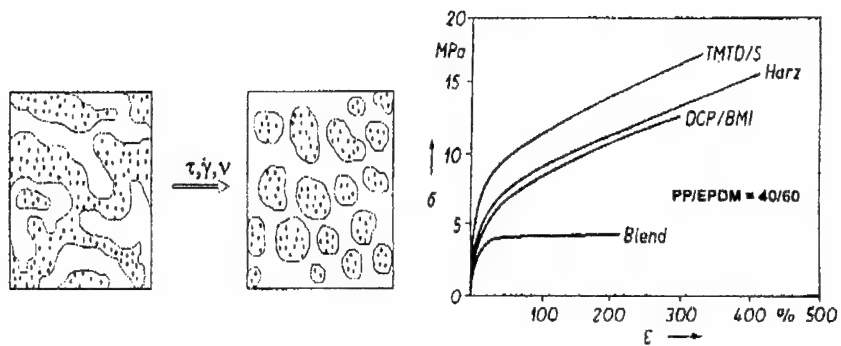 τ, γ̇, ν
20
MPa
15
10
σ
5
0
TMTD/S
Harz
DCP/BMI
PP/EPDM = 40/60
Blend
100
200
300
400
%
500
ε